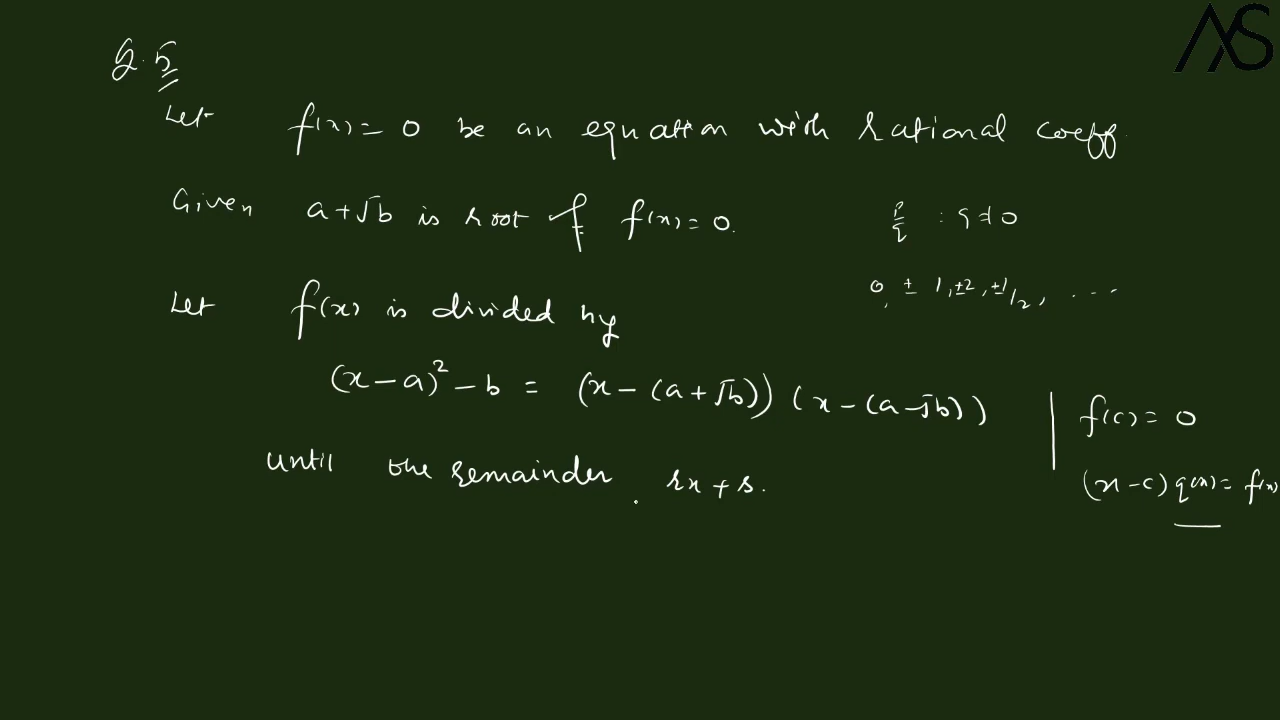 AS
Q.5
Let f(x) = 0 be an equation with rational coeff.
Given a+√b is root of f(x) = 0.
p/q : q ≠ 0
0, ± 1, ±2, ±1/2, ....
Let f(x) is divided by
(x-a)² - b = (x-(a+√b)) (x-(a-√b))
f(c) = 0
until the remainder rx + s.
(x-c) q(x) = f(x)